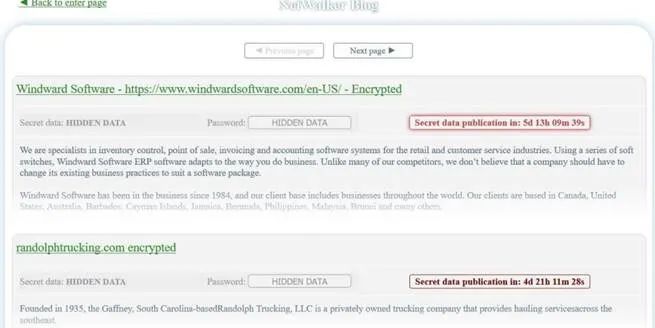 ◄ Back to enter page
NetWalker Blog
◄ Previous page Next page ►
Windward Software - https://www.windwardsoftware.com/en-US/ - Encrypted
Secret data: HIDDEN DATA Password: HIDDEN DATA Secret data publication in: 5d 13h 09m 39s
We are specialists in inventory control, point of sale, invoicing and accounting software systems for the retail and customer service industries. Using a series of soft
switches, Windward Software ERP software adapts to the way you do business. Unlike many of our competitors, we don't believe that a company should have to
change its existing business practices to suit a software package.
Windward Software has been in the business since 1984, and our client base includes businesses throughout the world. Our clients are based in Canada, United
States, Australia, Barbados, Cayman Islands, Jamaica, Bermuda, Philippines, Malaysia, Brunei and many others.
randolphtrucking.com encrypted
Secret data: HIDDEN DATA Password: HIDDEN DATA Secret data publication in: 4d 21h 11m 28s
Founded in 1935, the Gaffney, South Carolina-basedRandolph Trucking, LLC is a privately owned trucking company that provides hauling servicesacross the
southeast.